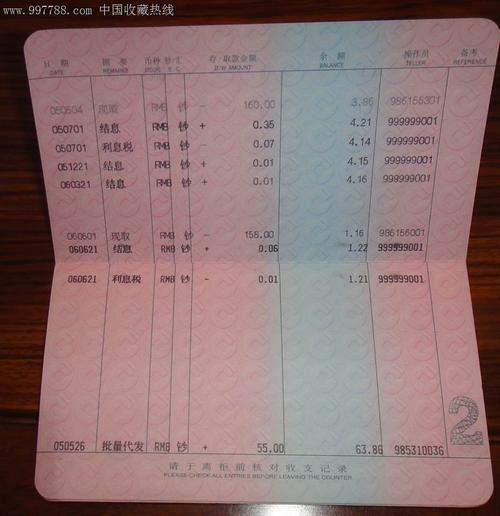 www.997788.com 中国收藏热线
日期 摘要 币种 钞/汇 存/取款金额 余额 操作员 备考
DATE REMARKS D/W AMOUNT BALANCE TELLER REFERENCE
050604 现取 RMB 钞 - 160.00 3.86 986156301
050701 结息 RMB 钞 + 0.35 4.21 999999001
050701 利息税 RMB 钞 - 0.07 4.14 999999001
051221 结息 RMB 钞 + 0.01 4.15 999999001
060321 结息 RMB 钞 + 0.01 4.16 999999001
060601 现取 RMB 钞 - 158.00 1.16 986156001
060621 结息 RMB 钞 + 0.06 1.22 999999001
060621 利息税 RMB 钞 - 0.01 1.21 999999001
050526 批量代发 RMB 钞 + 55.00 63.86 985310036
2
请于离柜前核对收支记录
PLEASE CHECK ALL ENTRIES BEFORE LEAVING THE COUNTER